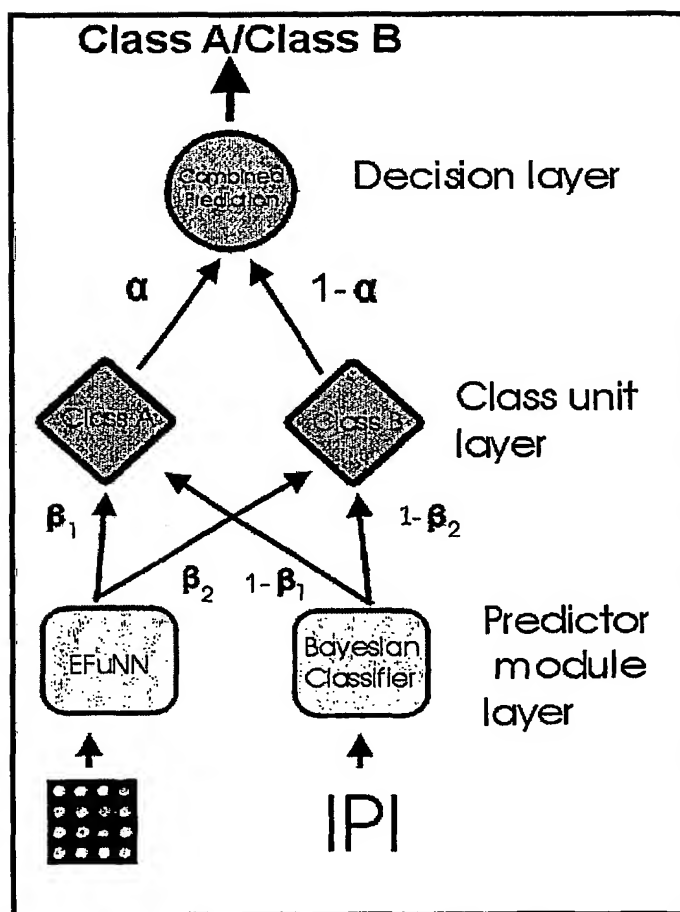 Class A/Class B
Combined
Prediction
Decision layer
α
1-α
Class A
Class B
Class unit
layer
β1
β2
1-β1
1-β2
EFuNN
Bayesian
Classifier
Predictor
module
layer
IPI